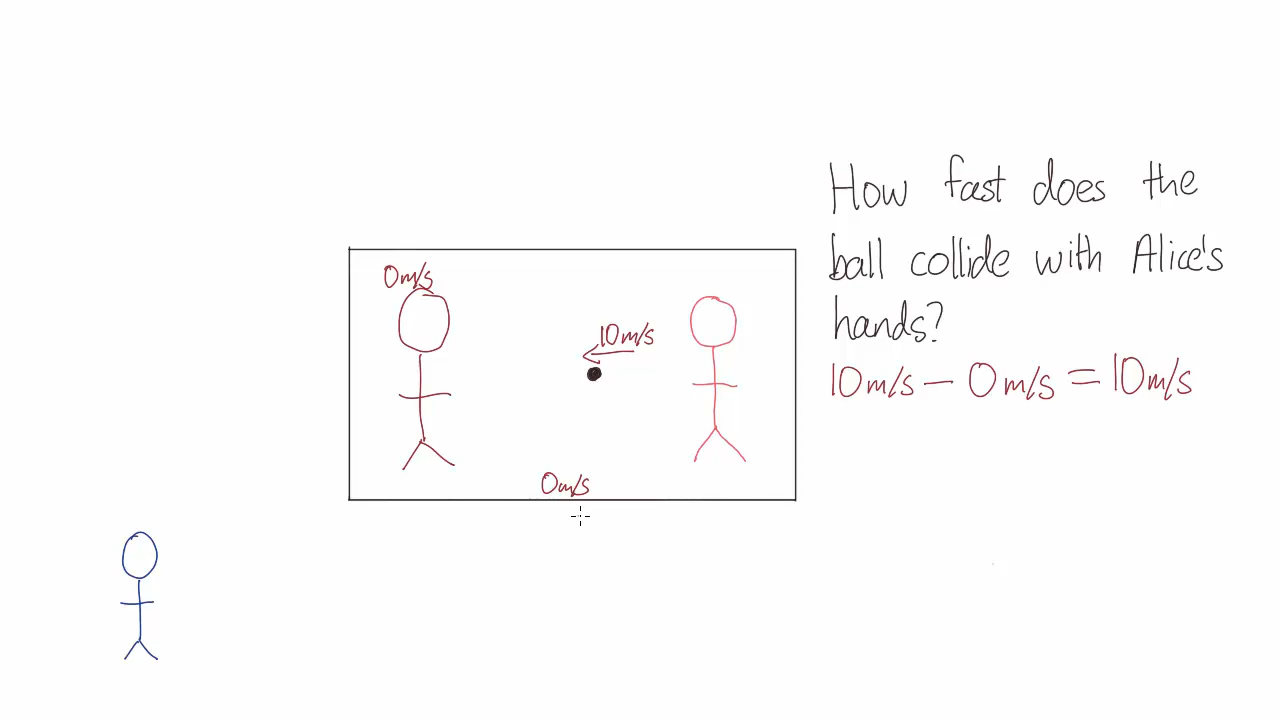 How fast does the
ball collide with Alice's
hands?
10m/s - 0m/s = 10m/s
0m/s
10m/s
0m/s